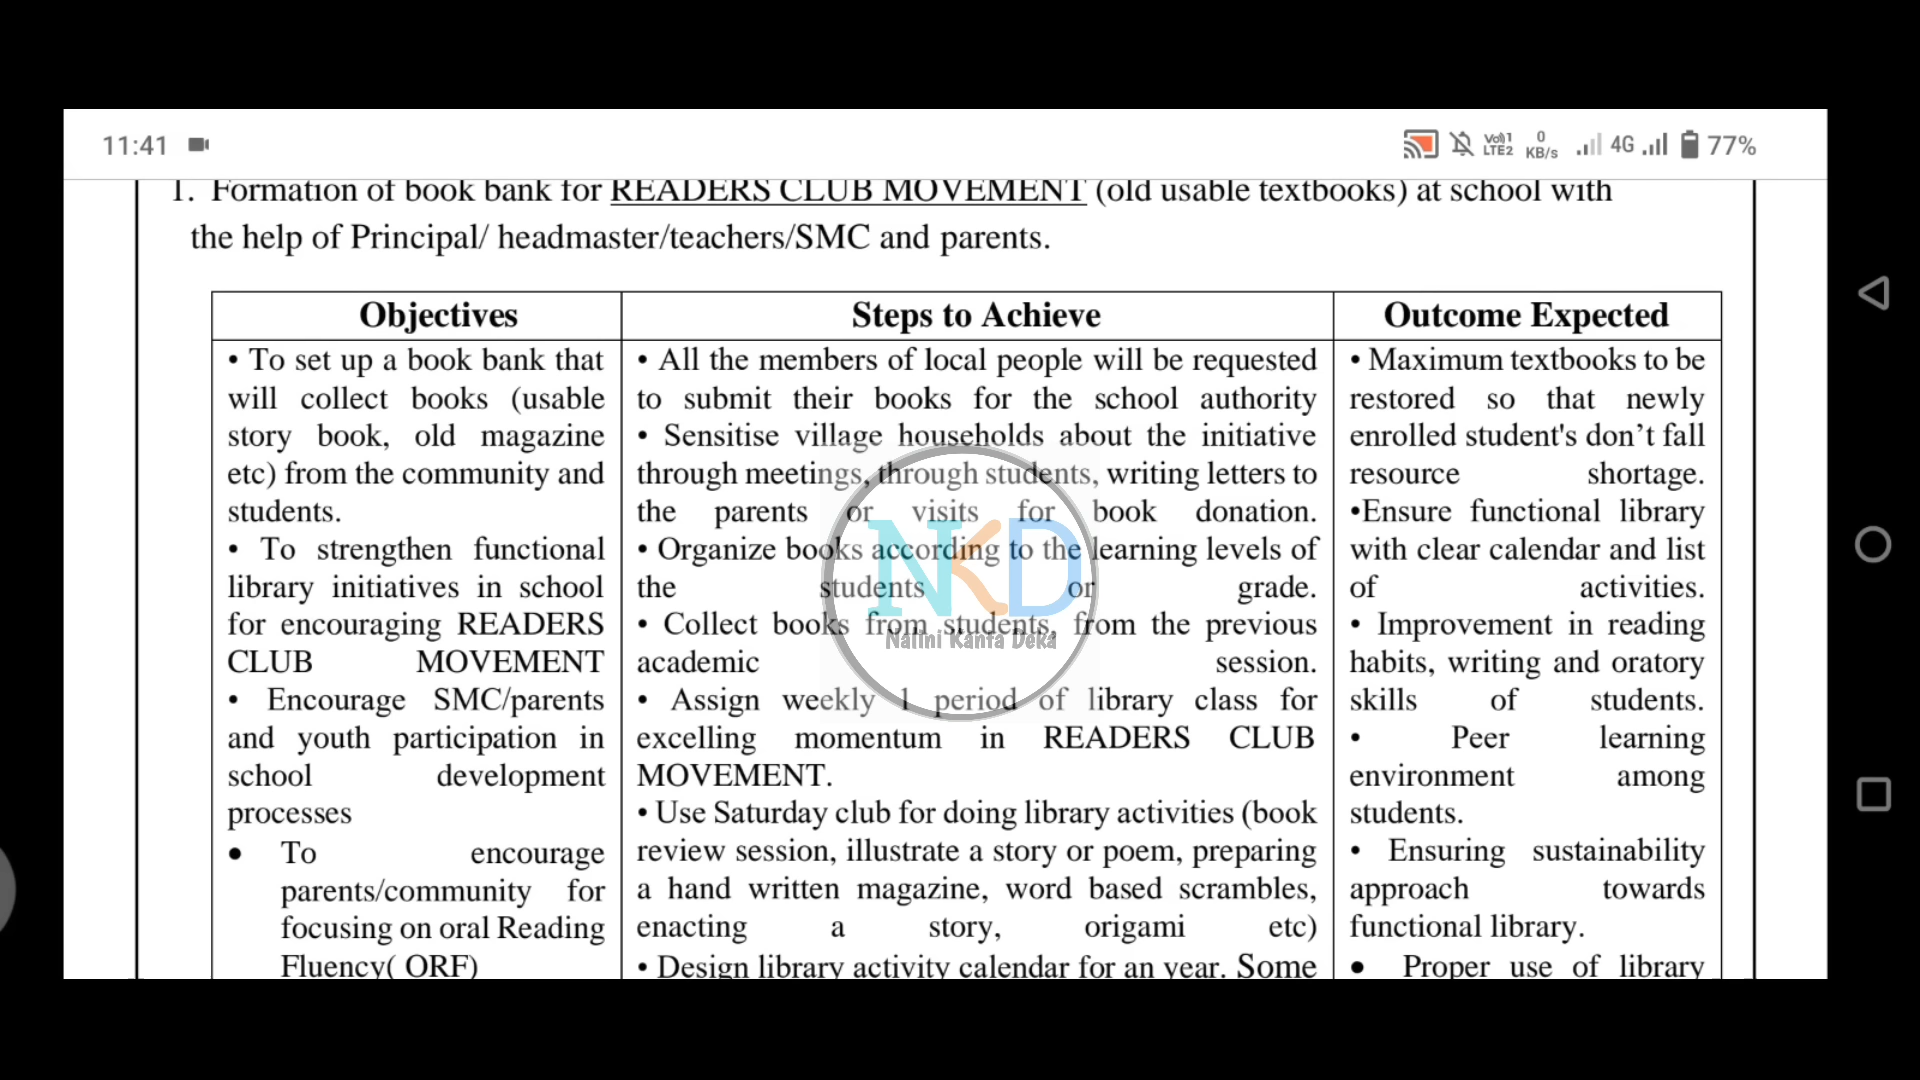 11:41
Vo))1
LTE2
0
KB/s
4G
77%
1. Formation of book bank for READERS CLUB MOVEMENT (old usable textbooks) at school with
the help of Principal/ headmaster/teachers/SMC and parents.
Objectives
• To set up a book bank that
will collect books (usable
story book, old magazine
etc) from the community and
students.
• To strengthen functional
library initiatives in school
for encouraging READERS
CLUB MOVEMENT
• Encourage SMC/parents
and youth participation in
school development
processes
• To encourage
parents/community for
focusing on oral Reading
Fluency( ORF)
Steps to Achieve
• All the members of local people will be requested
to submit their books for the school authority
• Sensitise village households about the initiative
through meetings, through students, writing letters to
the parents or visits for book donation.
• Organize books according to the learning levels of
the students or grade.
• Collect books from students, from the previous
academic session.
• Assign weekly 1 period of library class for
excelling momentum in READERS CLUB
MOVEMENT.
• Use Saturday club for doing library activities (book
review session, illustrate a story or poem, preparing
a hand written magazine, word based scrambles,
enacting a story, origami etc)
• Design library activity calendar for an year. Some
Outcome Expected
• Maximum textbooks to be
restored so that newly
enrolled student's don’t fall
resource shortage.
•Ensure functional library
with clear calendar and list
of activities.
• Improvement in reading
habits, writing and oratory
skills of students.
• Peer learning
environment among
students.
• Ensuring sustainability
approach towards
functional library.
• Proper use of library
NKD
Nalini Kanta Deka